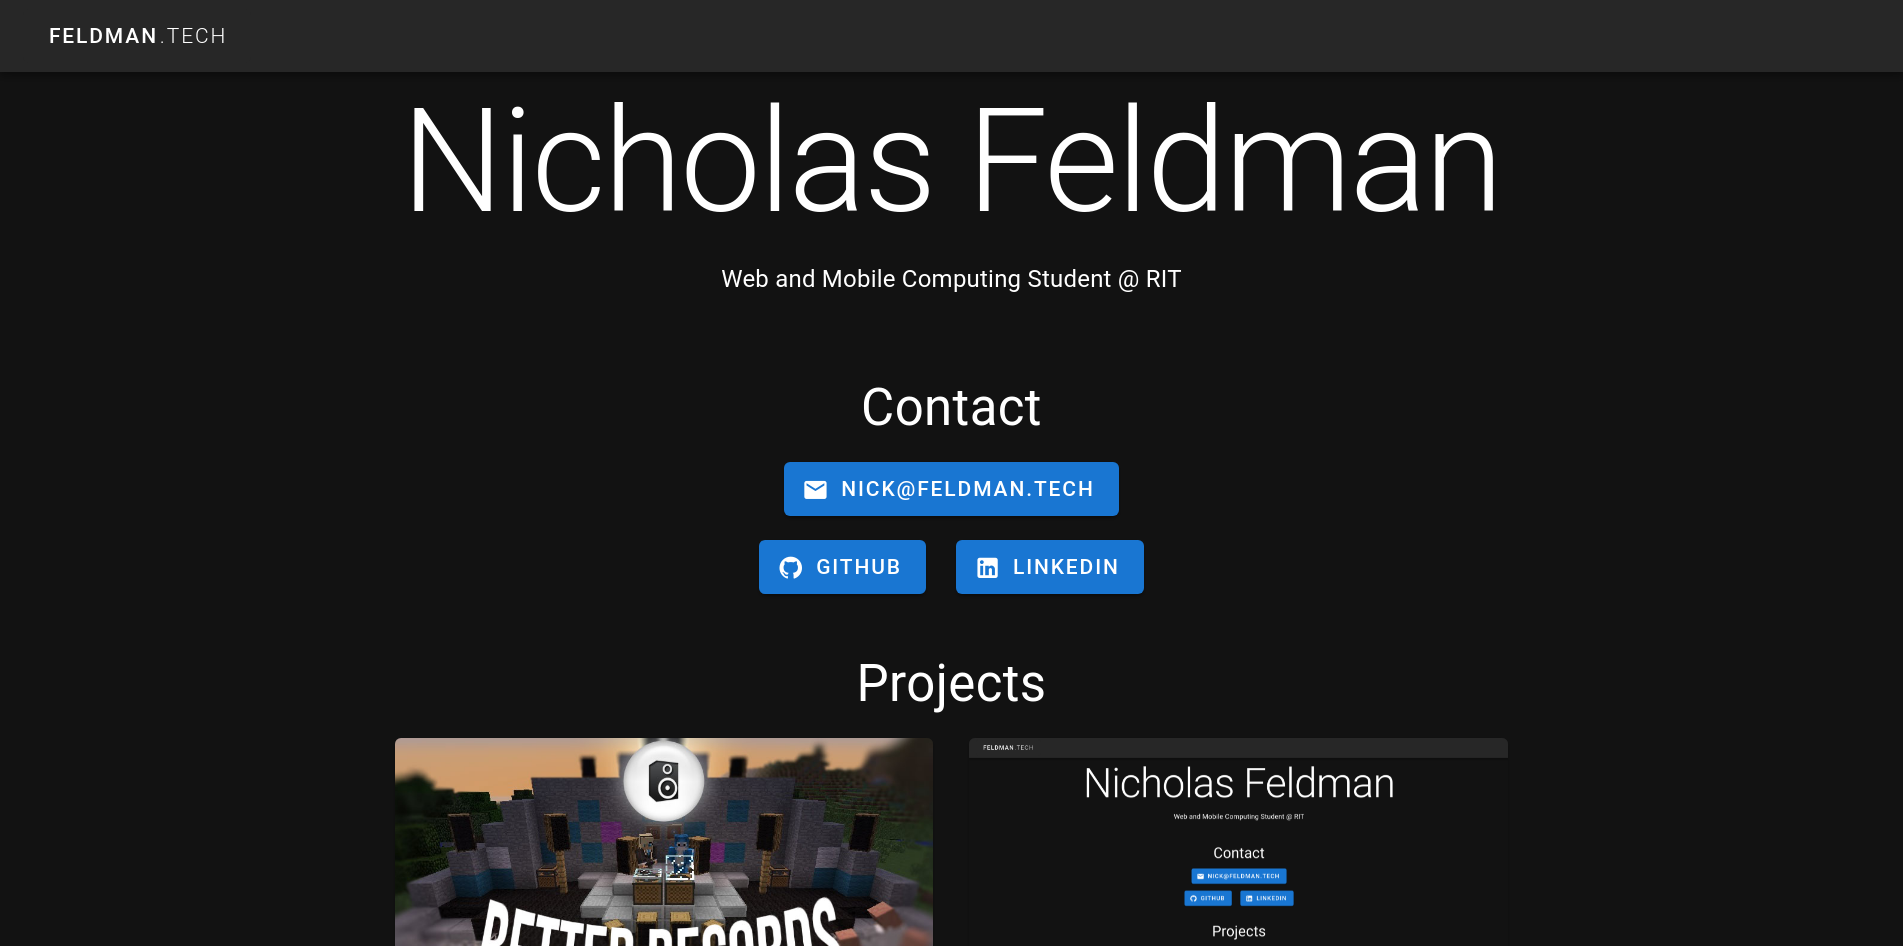 FELDMAN.TECH
Nicholas Feldman
Web and Mobile Computing Student @ RIT
Contact
NICK@FELDMAN.TECH
GITHUB
LINKEDIN
Projects
BETTER RECORDS
FELDMAN.TECH
Nicholas Feldman
Web and Mobile Computing Student @ RIT
Contact
NICK@FELDMAN.TECH
GITHUB
LINKEDIN
Projects